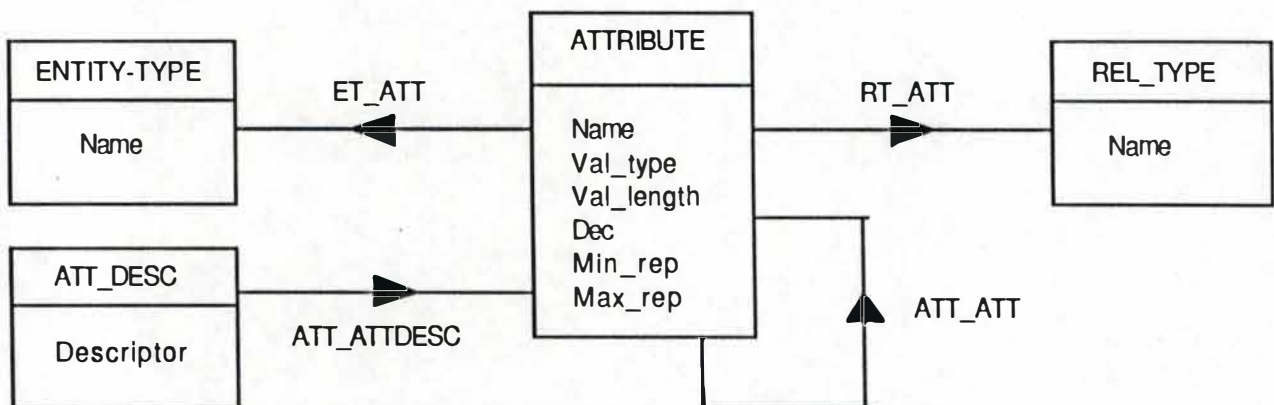 ENTITY-TYPE
Name
ET_ATT
ATTRIBUTE
Name
Val_type
Val_length
Dec
Min_rep
Max_rep
RT_ATT
REL_TYPE
Name
ATT_DESC
Descriptor
ATT_ATTDESC
ATT_ATT